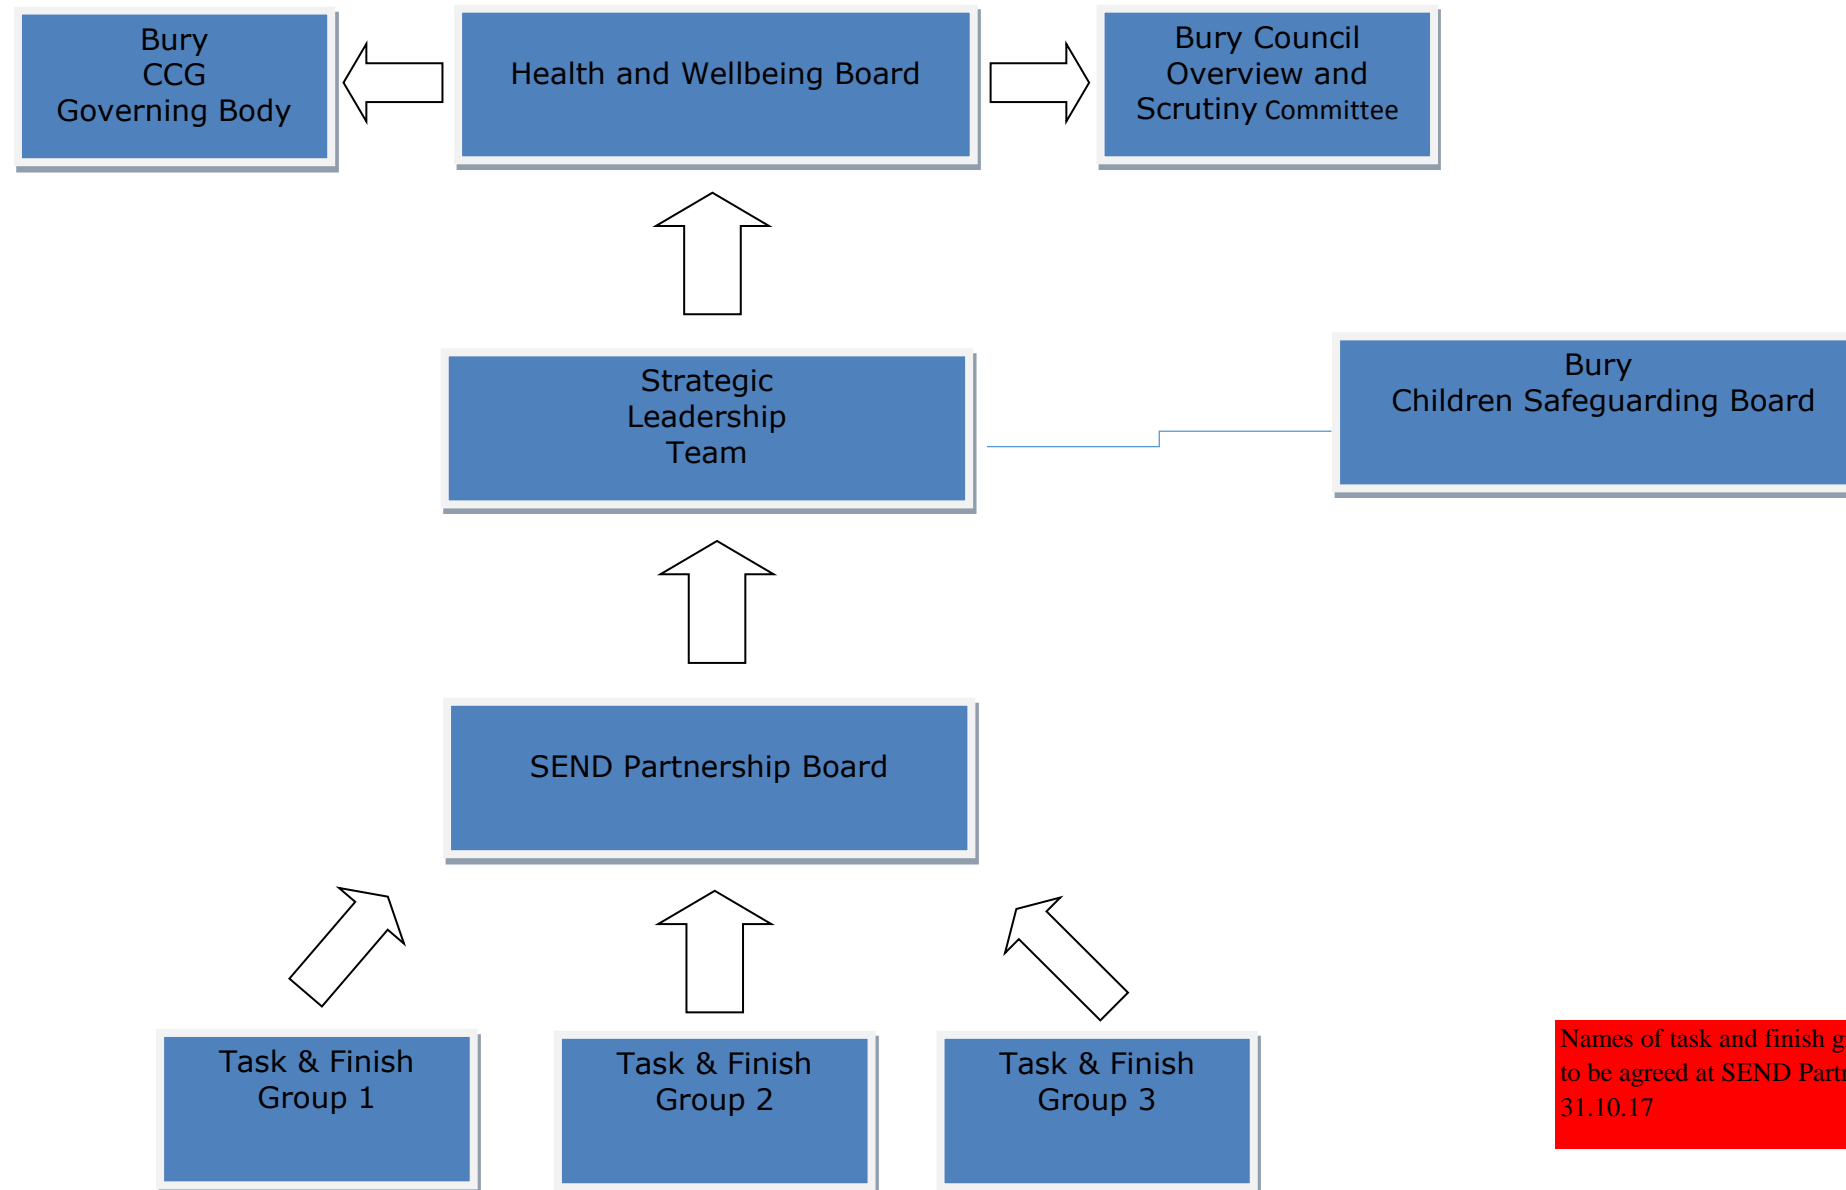 Bury
CCG
Governing Body
Health and Wellbeing Board
Bury Council
Overview and
Scrutiny Committee
Strategic
Leadership
Team
Bury
Children Safeguarding Board
SEND Partnership Board
Task & Finish
Group 1
Task & Finish
Group 2
Task & Finish
Group 3
Names of task and finish
to be agreed at SEND
31.10.17